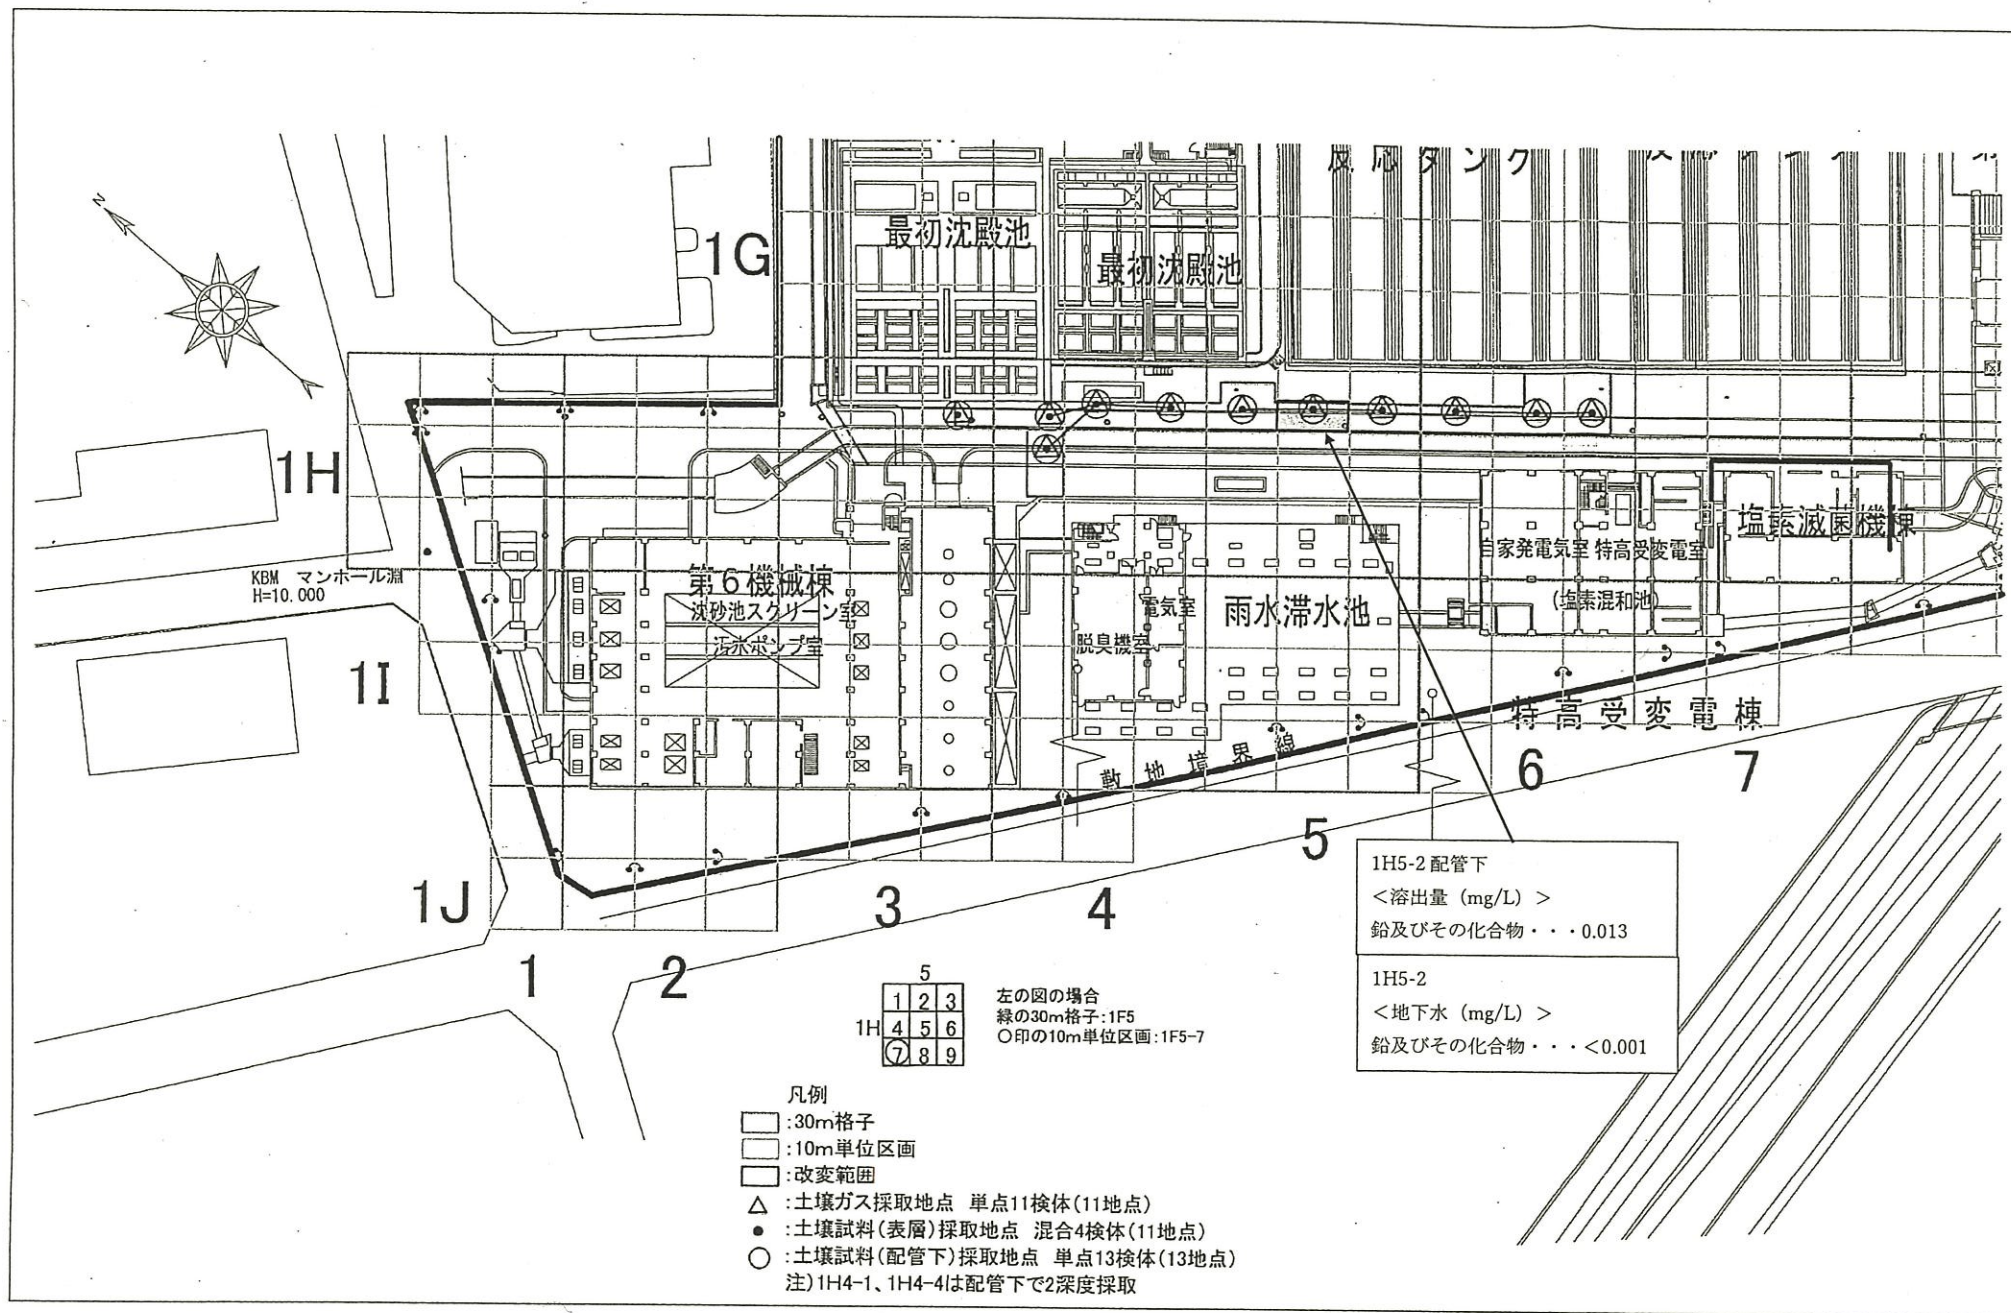 反応タンク
N
1G
最初沈殿池
最初沈殿池
1H
塩素滅菌機棟
自家発電気室 特高受変電室
KBM マンホール淵
H=10.000
第6機械棟
沈砂池スクリーン室
汚水ポンプ室
電気室
雨水滞水池
(塩素混和池)
脱臭機室
1I
特高受変電棟
敷地境界線
6
7
5
1J
3
4
1
2
1H5-2配管下
<溶出量(mg/L)>
鉛及びその化合物・・・0.013
1H5-2
<地下水(mg/L)>
鉛及びその化合物・・・<0.001
5
1 2 3
1H 4 5 6
7 8 9
左の図の場合
緑の30m格子:1F5
○印の10m単位区画:1F5-7
凡例
:30m格子
:10m単位区画
:改変範囲
△:土壌ガス採取地点 単点11検体(11地点)
●:土壌試料(表層)採取地点 混合4検体(11地点)
○:土壌試料(配管下)採取地点 単点13検体(13地点)
注)1H4-1、1H4-4は配管下で2深度採取